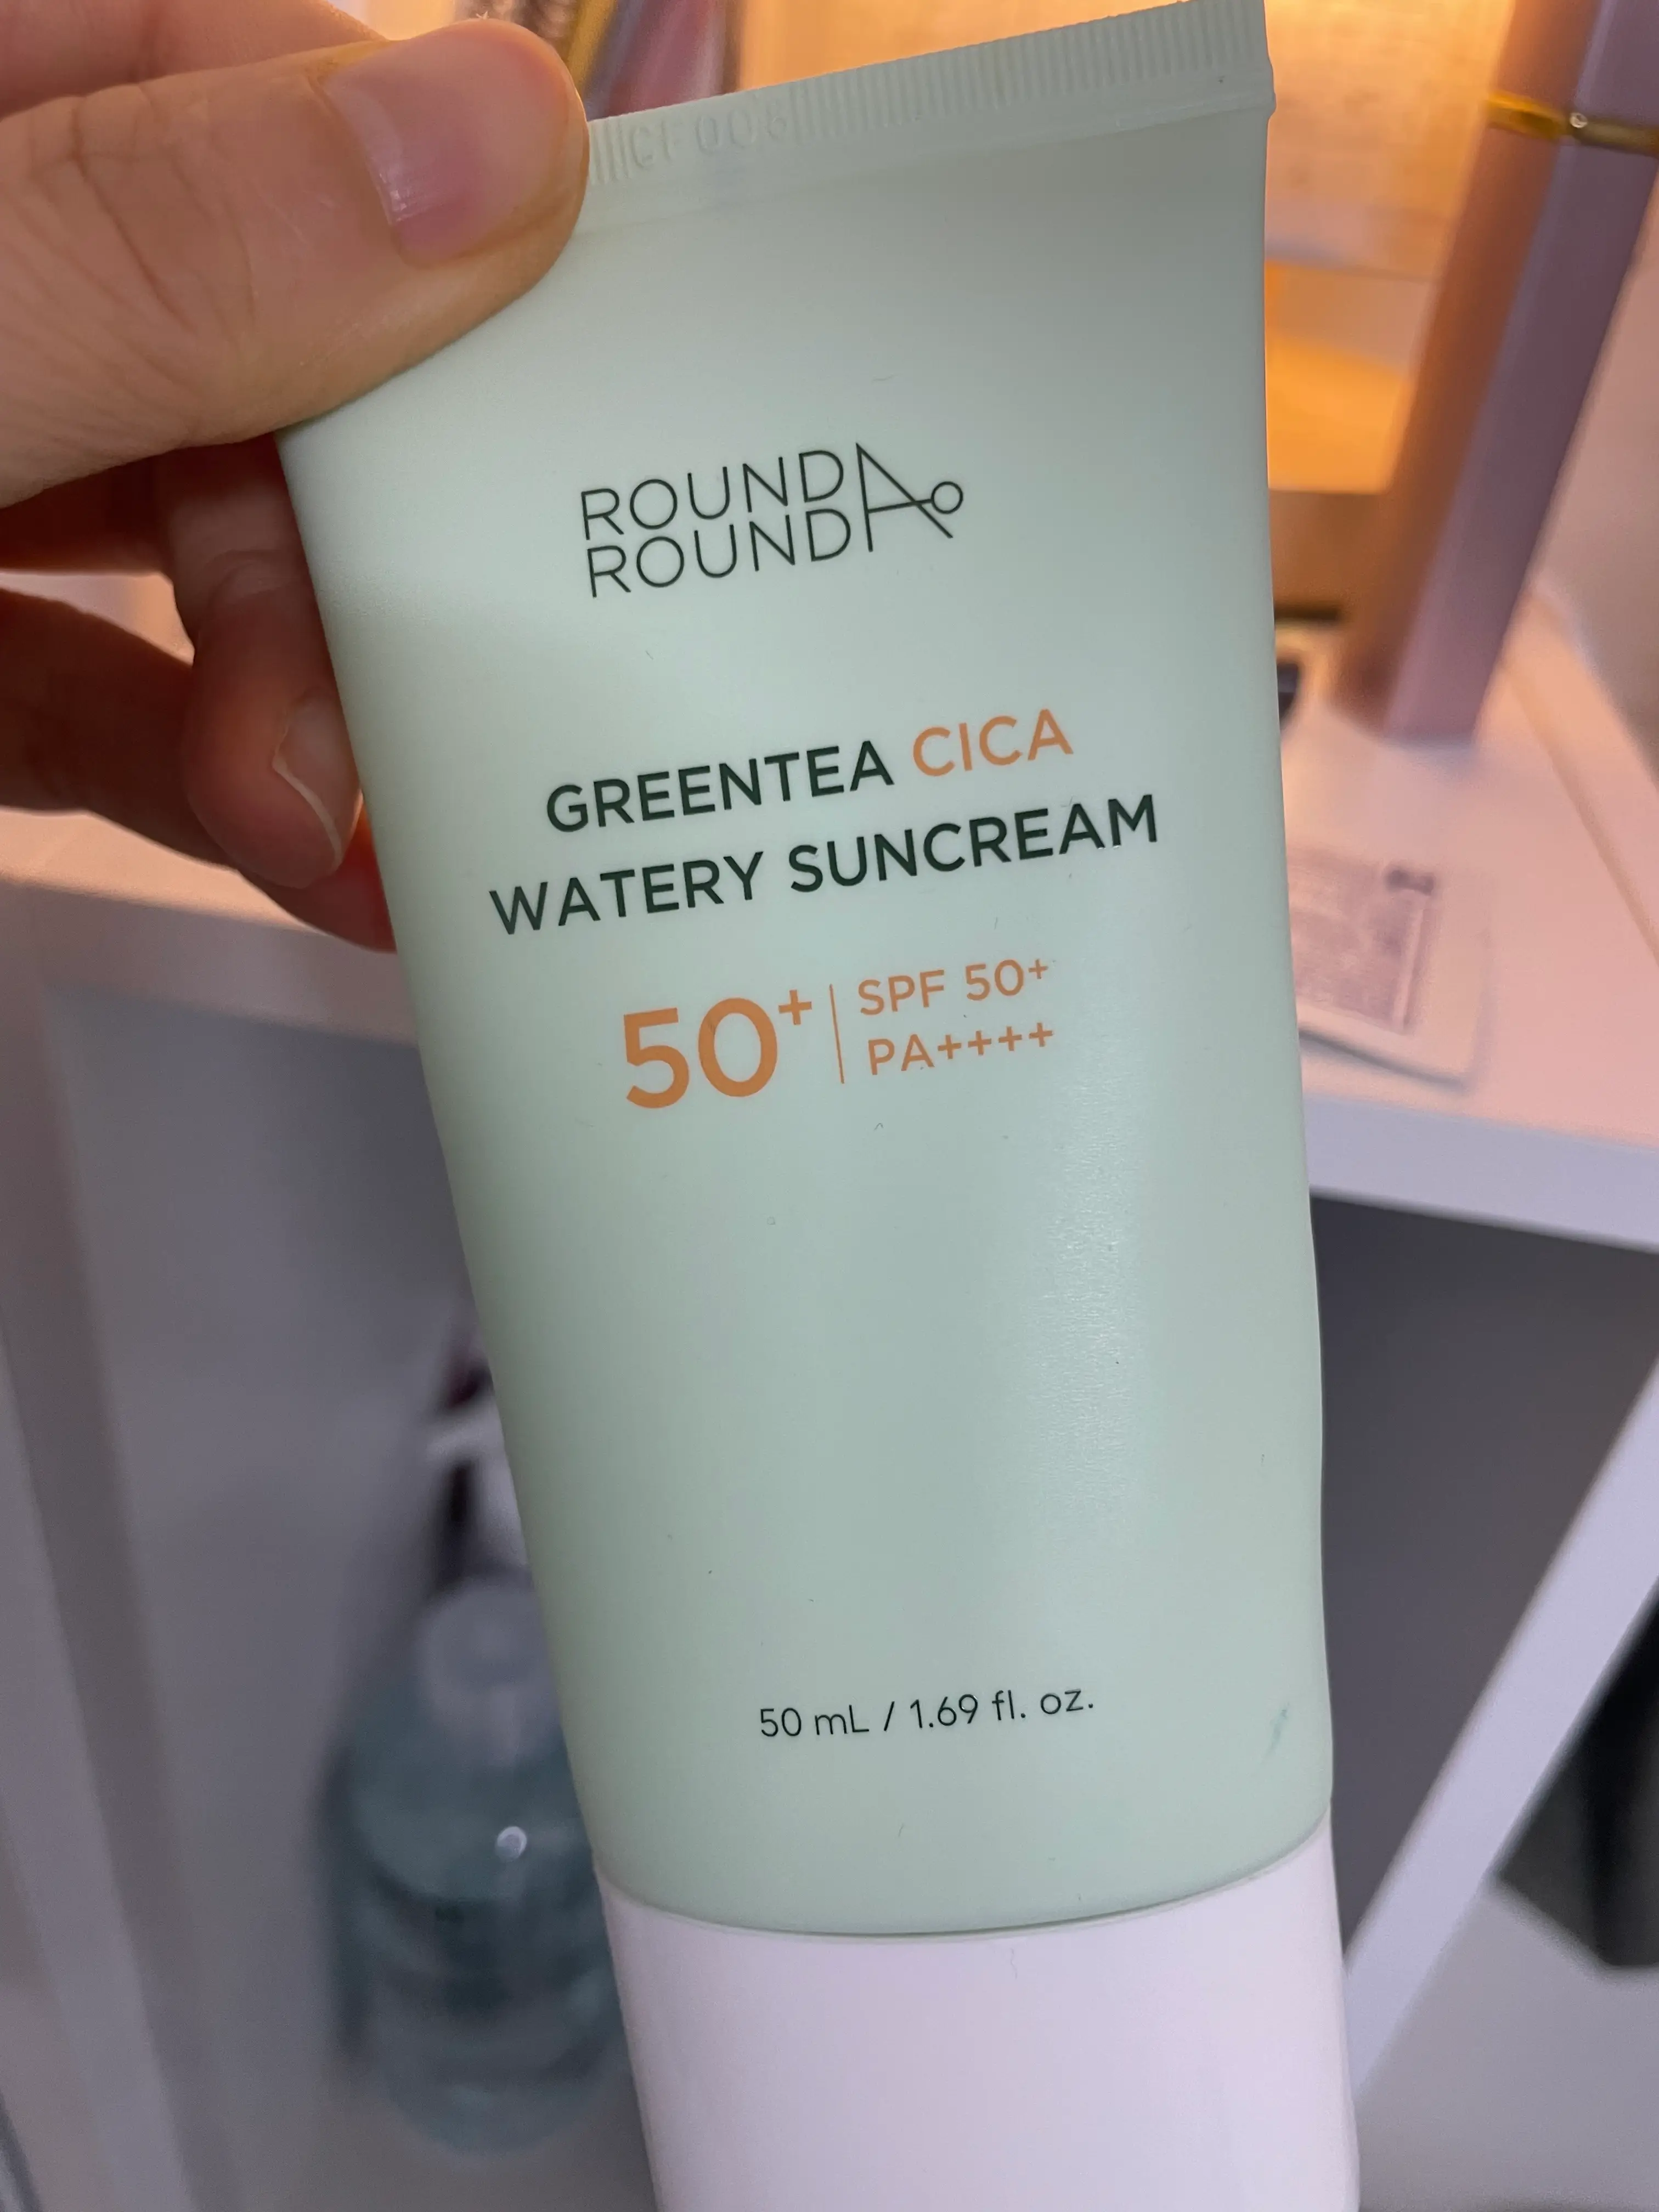 ROUND A
ROUND
GREENTEA CICA
WATERY SUNCREAM
50+ SPF 50+
PA++++
50 mL / 1.69 fl. oz.